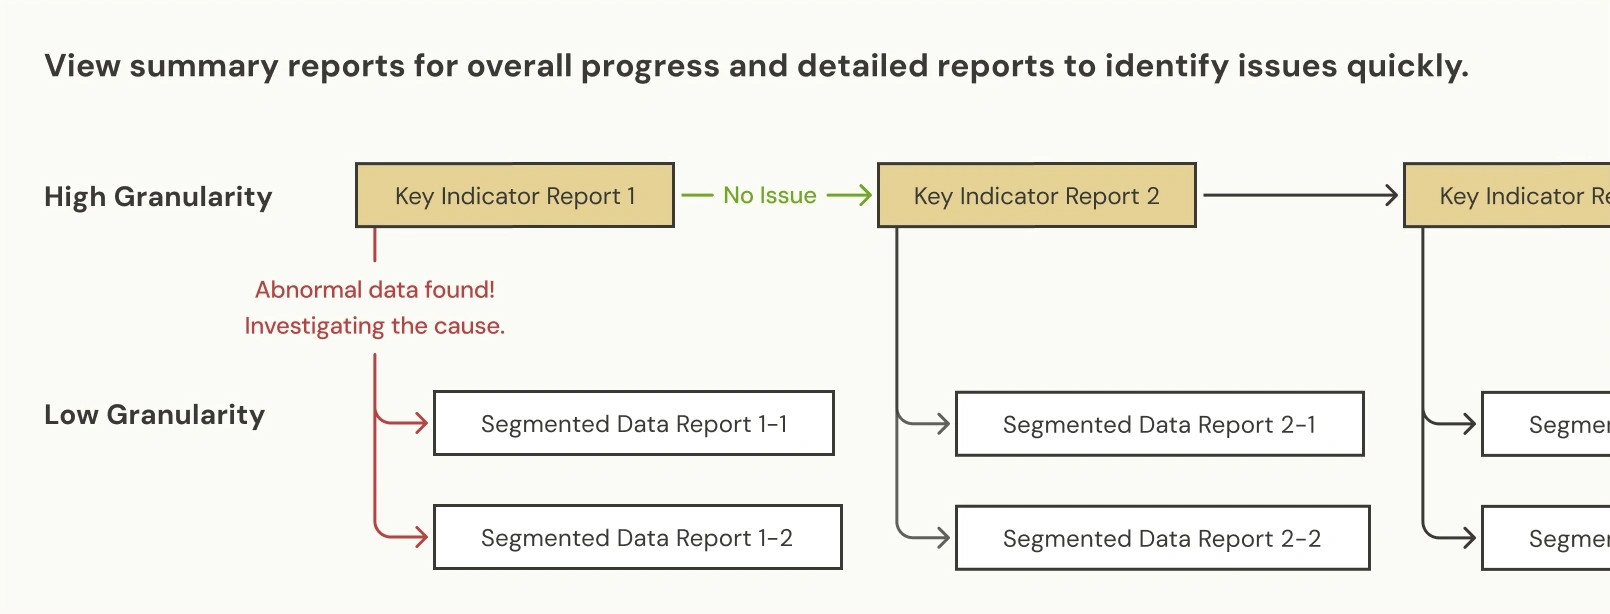 View summary reports for overall progress and detailed reports to identify issues quickly.
High Granularity
Key Indicator Report 1
No Issue
Key Indicator Report 2
Key Indicator
Abnormal data found!
Investigating the cause.
Low Granularity
Segmented Data Report 1-1
Segmented Data Report 2-1
Segmented Data Report 1-2
Segmented Data Report 2-2